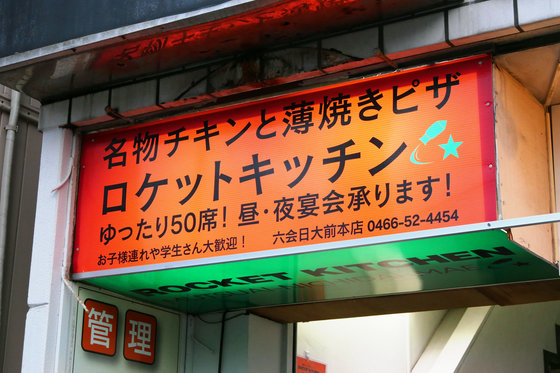 名物チキンと薄焼きピザ
ロケットキッチン
ゆったり50席!昼・夜宴会承ります!
お子様連れや学生さん大歓迎! 六会日大前本店 0466-52-4454
ROCKET KITCHEN
管理